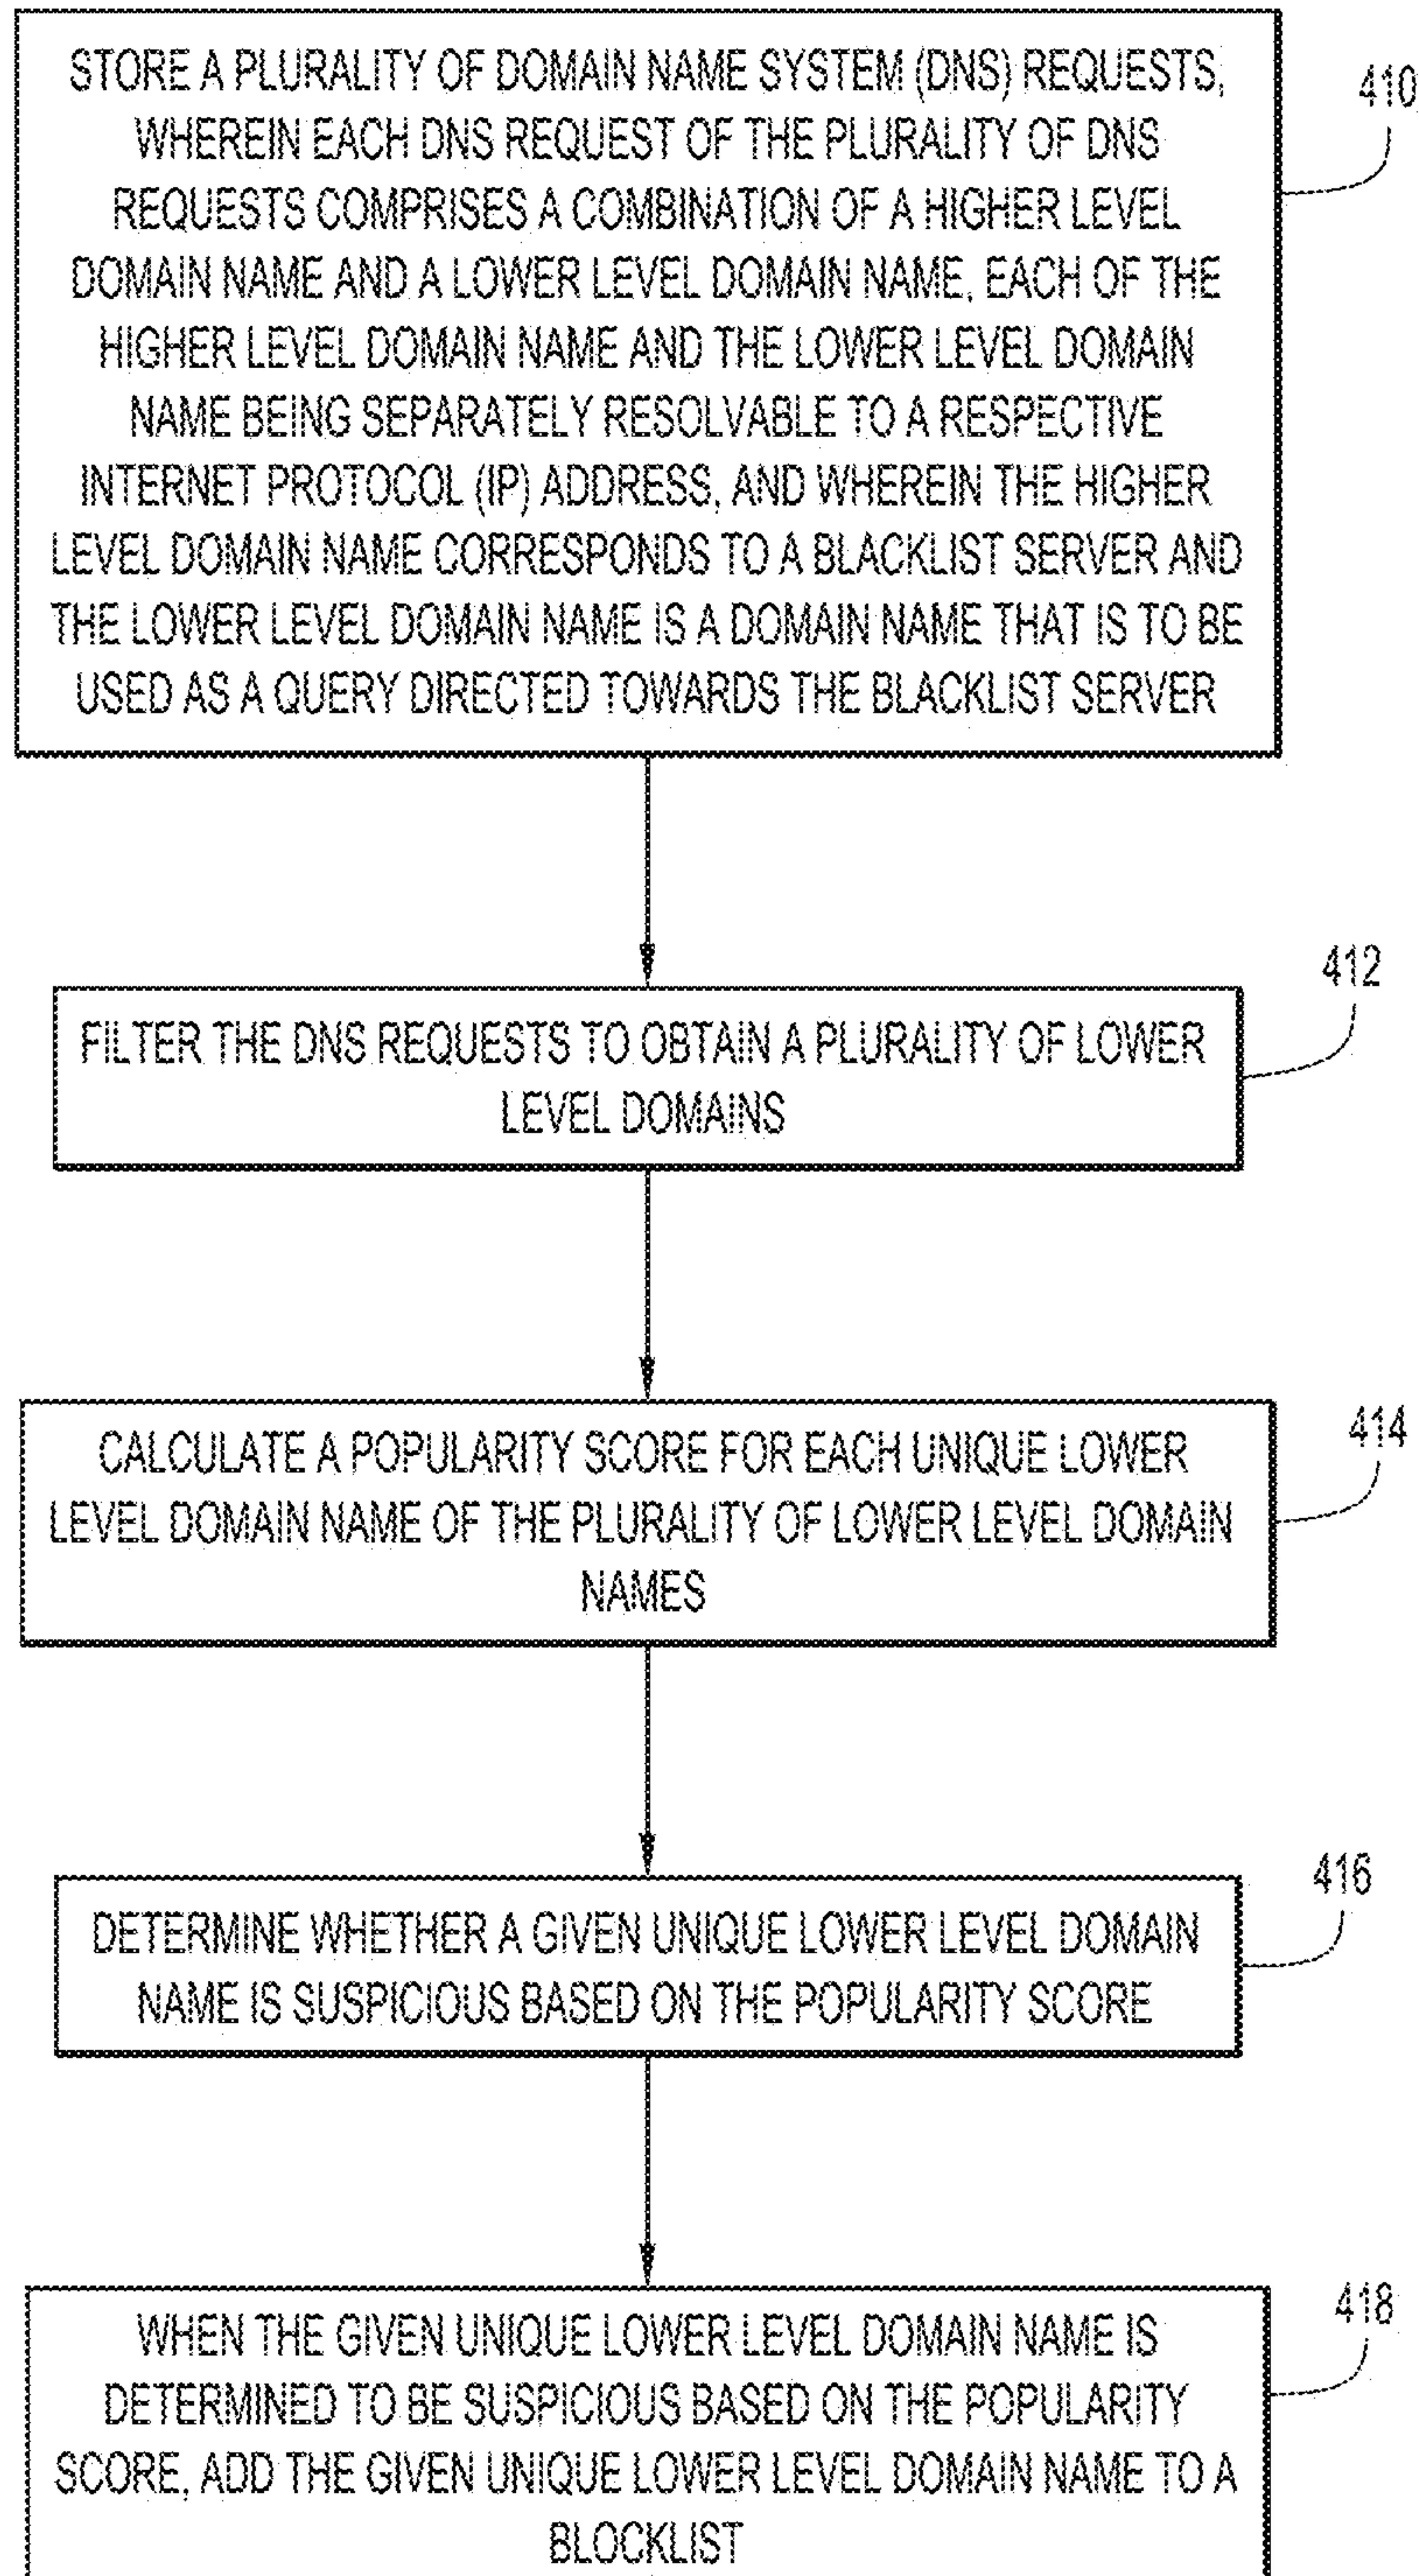 STORE A PLURALITY OF DOMAIN NAME SYSTEM (DNS) REQUESTS,
WHEREIN EACH DNS REQUEST OF THE PLURALITY OF DNS
REQUESTS COMPRISES A COMBINATION OF A HIGHER LEVEL
DOMAIN NAME AND A LOWER LEVEL DOMAIN NAME, EACH OF THE
HIGHER LEVEL DOMAIN NAME AND THE LOWER LEVEL DOMAIN
NAME BEING SEPARATELY RESOLVABLE TO A RESPECTIVE
INTERNET PROTOCOL (IP) ADDRESS, AND WHEREIN THE HIGHER
LEVEL DOMAIN NAME CORRESPONDS TO A BLACKLIST SERVER AND
THE LOWER LEVEL DOMAIN NAME IS A DOMAIN NAME THAT IS TO BE
USED AS A QUERY DIRECTED TOWARDS THE BLACKLIST SERVER
410
412
FILTER THE DNS REQUESTS TO OBTAIN A PLURALITY OF LOWER
LEVEL DOMAINS
414
CALCULATE A POPULARITY SCORE FOR EACH UNIQUE LOWER
LEVEL DOMAIN NAME OF THE PLURALITY OF LOWER LEVEL DOMAIN
NAMES
416
DETERMINE WHETHER A GIVEN UNIQUE LOWER LEVEL DOMAIN
NAME IS SUSPICIOUS BASED ON THE POPULARITY SCORE
418
WHEN THE GIVEN UNIQUE LOWER LEVEL DOMAIN NAME IS
DETERMINED TO BE SUSPICIOUS BASED ON THE POPULARITY
SCORE, ADD THE GIVEN UNIQUE LOWER LEVEL DOMAIN NAME TO A
BLOCKLIST